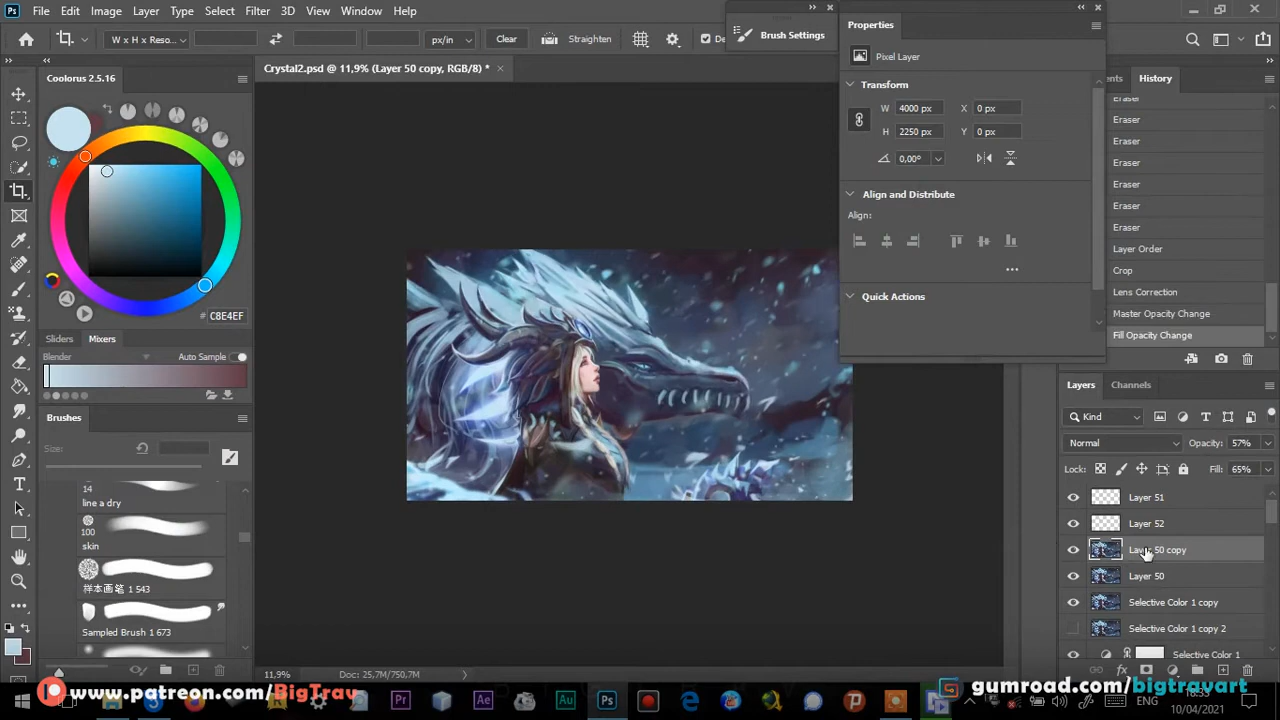 Ps File Edit Image Layer Type Select Filter 3D View Window Help
W x H x Reso... px/in Clear Straighten De
Crystal2.psd @ 11,9% (Layer 50 copy, RGB/8) *
Coolorus 2.5.16
# C8E4EF
Sliders Mixers
Blender Auto Sample
Brushes
Size:
14
line a dry
100
skin
样本画笔 1 543
Sampled Brush 1 673
Brush Settings
Properties
Pixel Layer
Transform
W 4000 px X 0 px
H 2250 px Y 0 px
0,00°
Align and Distribute
Align:
Quick Actions
History
Eraser
Eraser
Eraser
Eraser
Eraser
Eraser
Eraser
Layer Order
Crop
Lens Correction
Master Opacity Change
Fill Opacity Change
Layers Channels
Kind
Normal Opacity: 57%
Lock: Fill: 65%
Layer 51
Layer 52
Layer 50 copy
Layer 50
Selective Color 1 copy
Selective Color 1 copy 2
Selective Color 1
11,9% Doc: 25,7M/750,7M
www.patreon.com/BigTrav
Pr Ae Au Ps
gumroad.com/bigtravart
ENG
10/04/2021